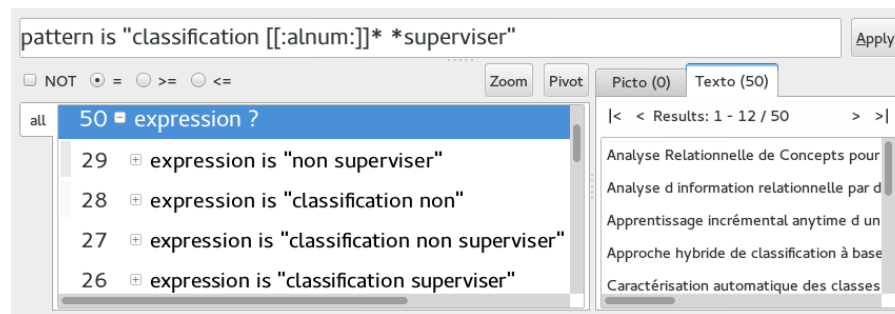 pattern is "classification [[:alnum:]]* *superviser"
Apply
NOT = >= <=
Zoom Pivot
Picto (0) Texto (50)
all
50 expression ?
29 expression is "non superviser"
28 expression is "classification non"
27 expression is "classification non superviser"
26 expression is "classification superviser"
|< < Results: 1 - 12 / 50 > >|
Analyse Relationnelle de Concepts pour
Analyse d information relationnelle par d
Apprentissage incrémental anytime d un
Approche hybride de classification à base
Caractérisation automatique des classes